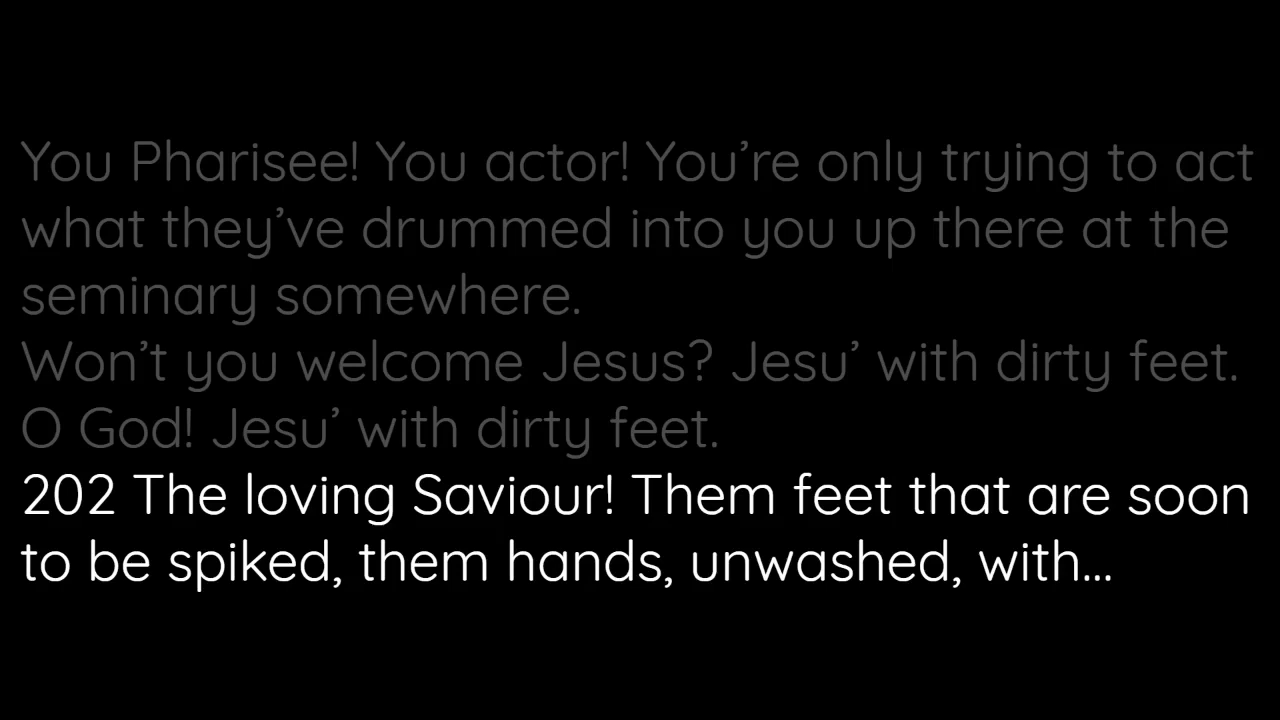 You Pharisee! You actor! You’re only trying to act
what they’ve drummed into you up there at the
seminary somewhere.
Won’t you welcome Jesus? Jesu’ with dirty feet.
O God! Jesu’ with dirty feet.
202 The loving Saviour! Them feet that are soon
to be spiked, them hands, unwashed, with...